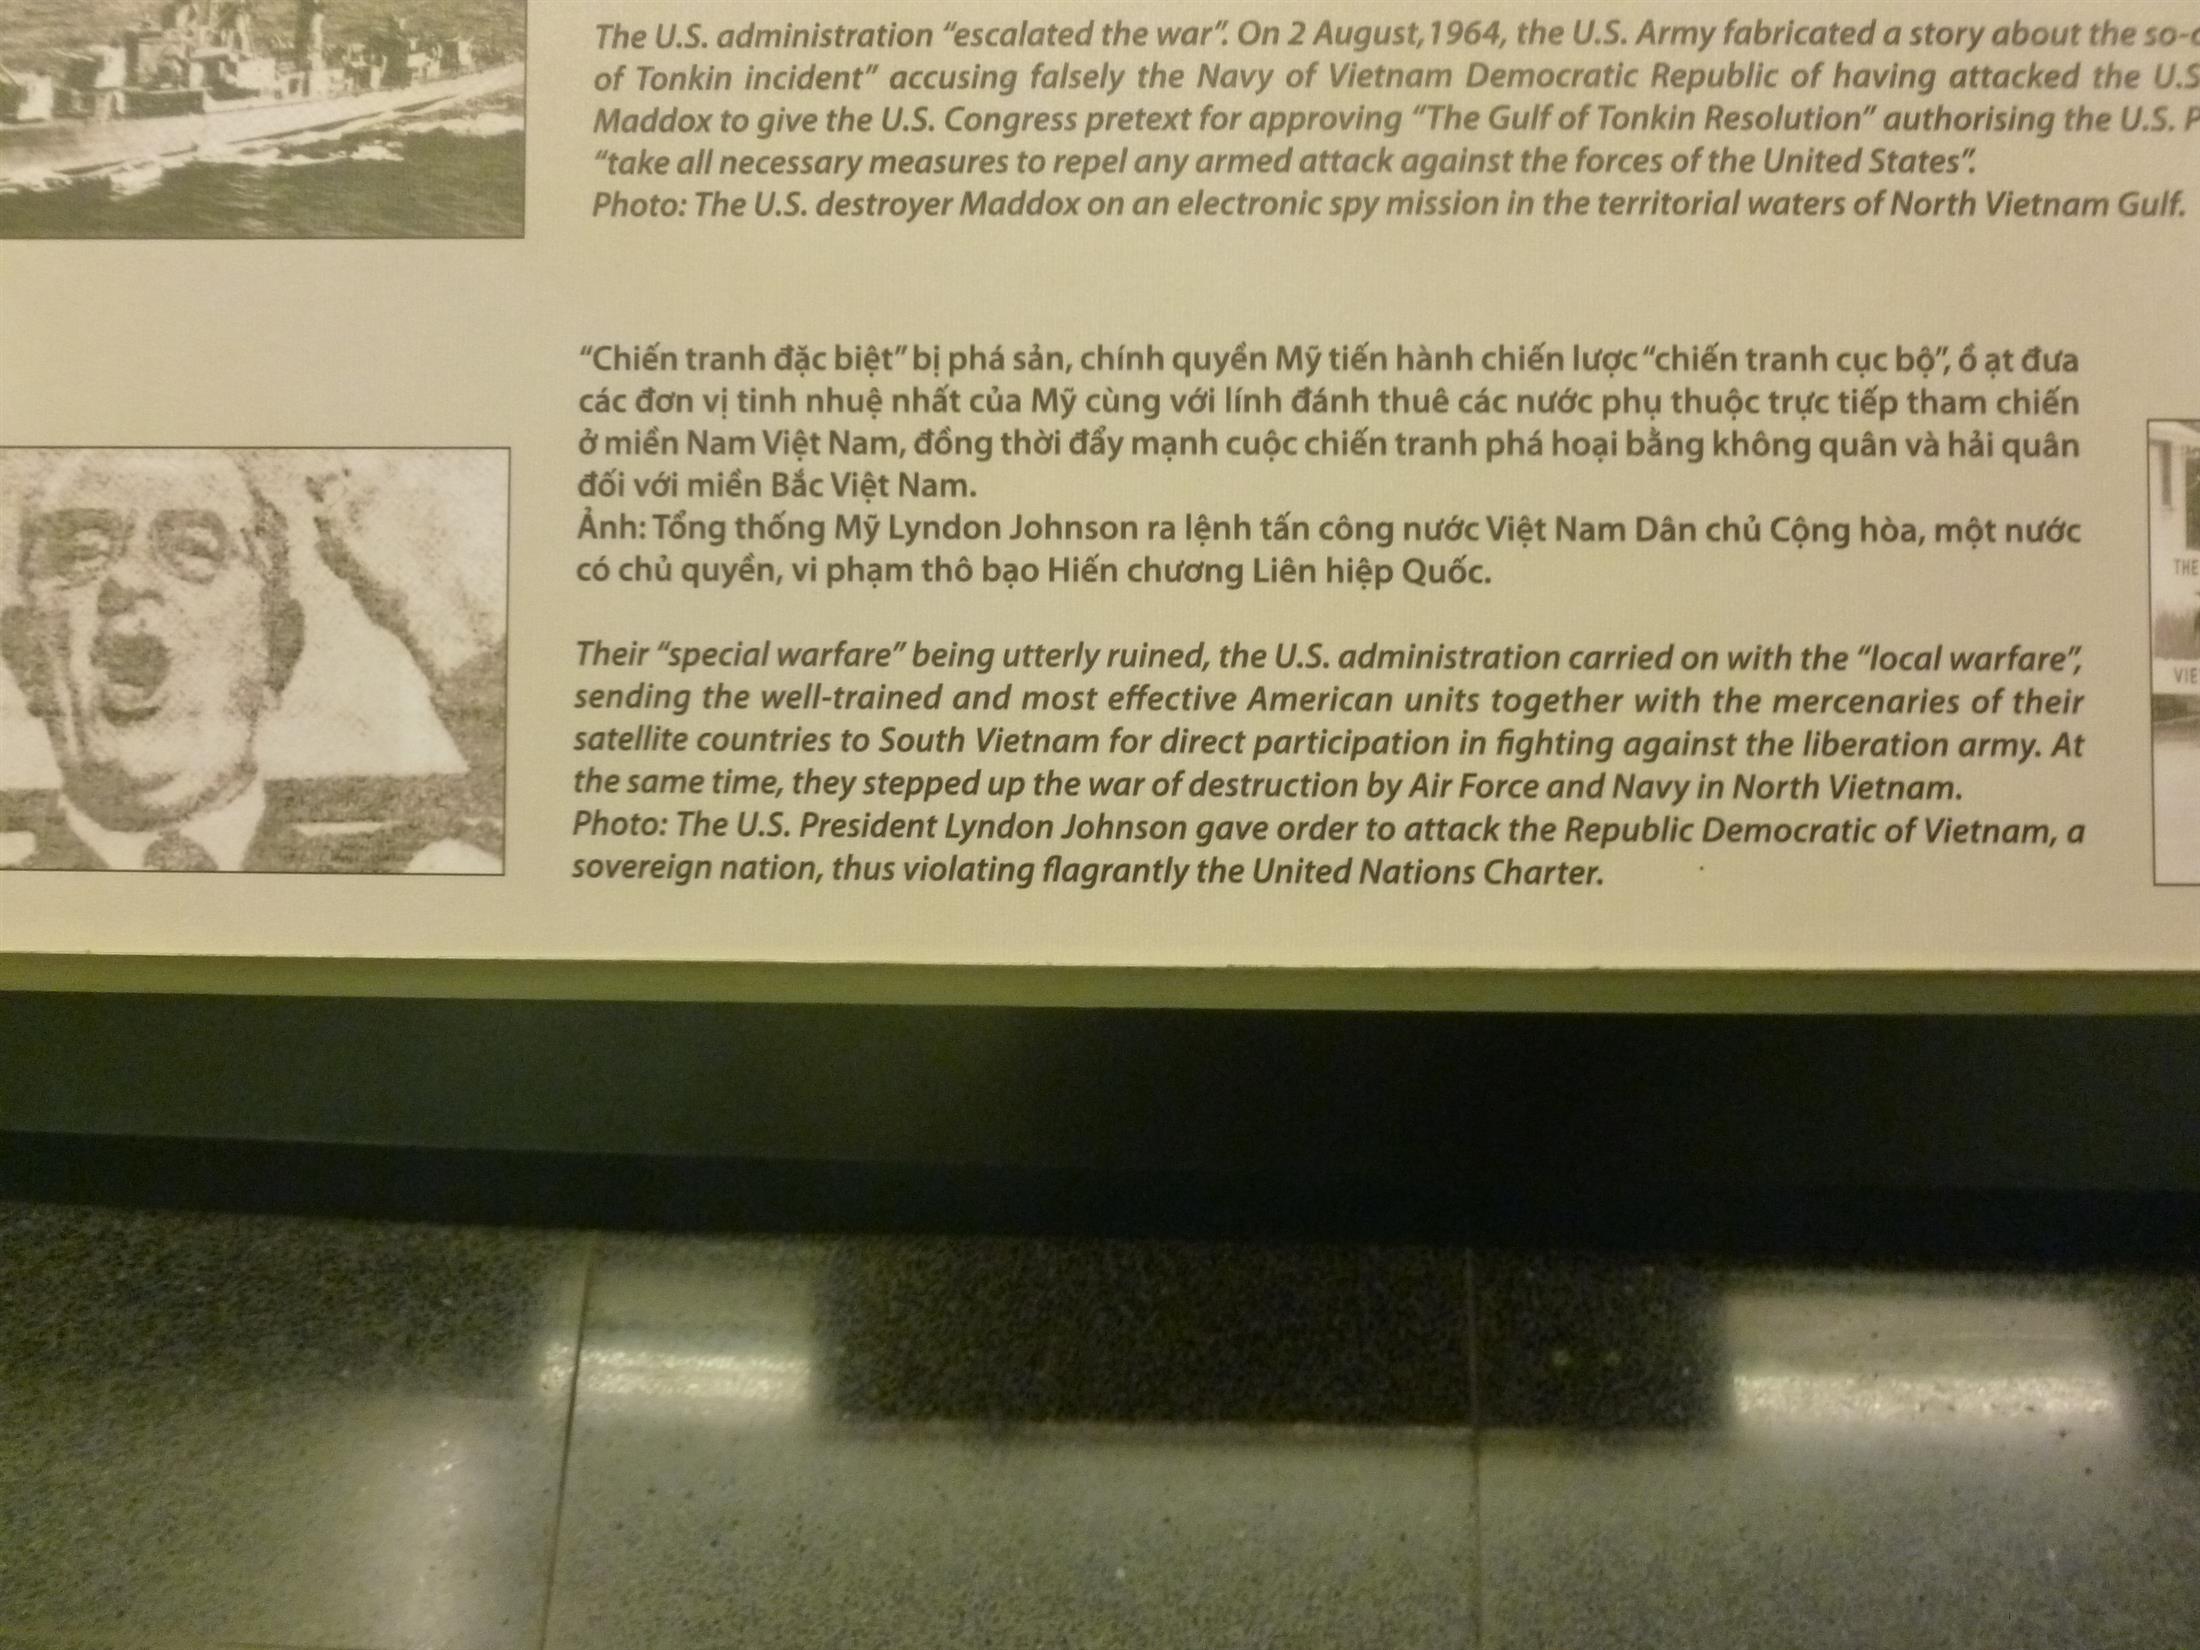 The U.S. administration “escalated the war”. On 2 August,1964, the U.S. Army fabricated a story about the
of Tonkin incident” accusing falsely the Navy of Vietnam Democratic Republic of having attacked the U.S
Maddox to give the U.S. Congress pretext for approving “The Gulf of Tonkin Resolution” authorising the U.S.
“take all necessary measures to repel any armed attack against the forces of the United States”.
Photo: The U.S. destroyer Maddox on an electronic spy mission in the territorial waters of North Vietnam Gulf.
“Chiến tranh đặc biệt” bị phá sản, chính quyền Mỹ tiến hành chiến lược “chiến tranh cục bộ”, ồ ạt đưa
các đơn vị tinh nhuệ nhất của Mỹ cùng với lính đánh thuê các nước phụ thuộc trực tiếp tham chiến
ở miền Nam Việt Nam, đồng thời đẩy mạnh cuộc chiến tranh phá hoại bằng không quân và hải quân
đối với miền Bắc Việt Nam.
Ảnh: Tổng thống Mỹ Lyndon Johnson ra lệnh tấn công nước Việt Nam Dân chủ Cộng hòa, một nước
có chủ quyền, vi phạm thô bạo Hiến chương Liên hiệp Quốc.
Their “special warfare” being utterly ruined, the U.S. administration carried on with the “local warfare”,
sending the well-trained and most effective American units together with the mercenaries of their
satellite countries to South Vietnam for direct participation in fighting against the liberation army. At
the same time, they stepped up the war of destruction by Air Force and Navy in North Vietnam.
Photo: The U.S. President Lyndon Johnson gave order to attack the Republic Democratic of Vietnam, a
sovereign nation, thus violating flagrantly the United Nations Charter.
THE
VIE